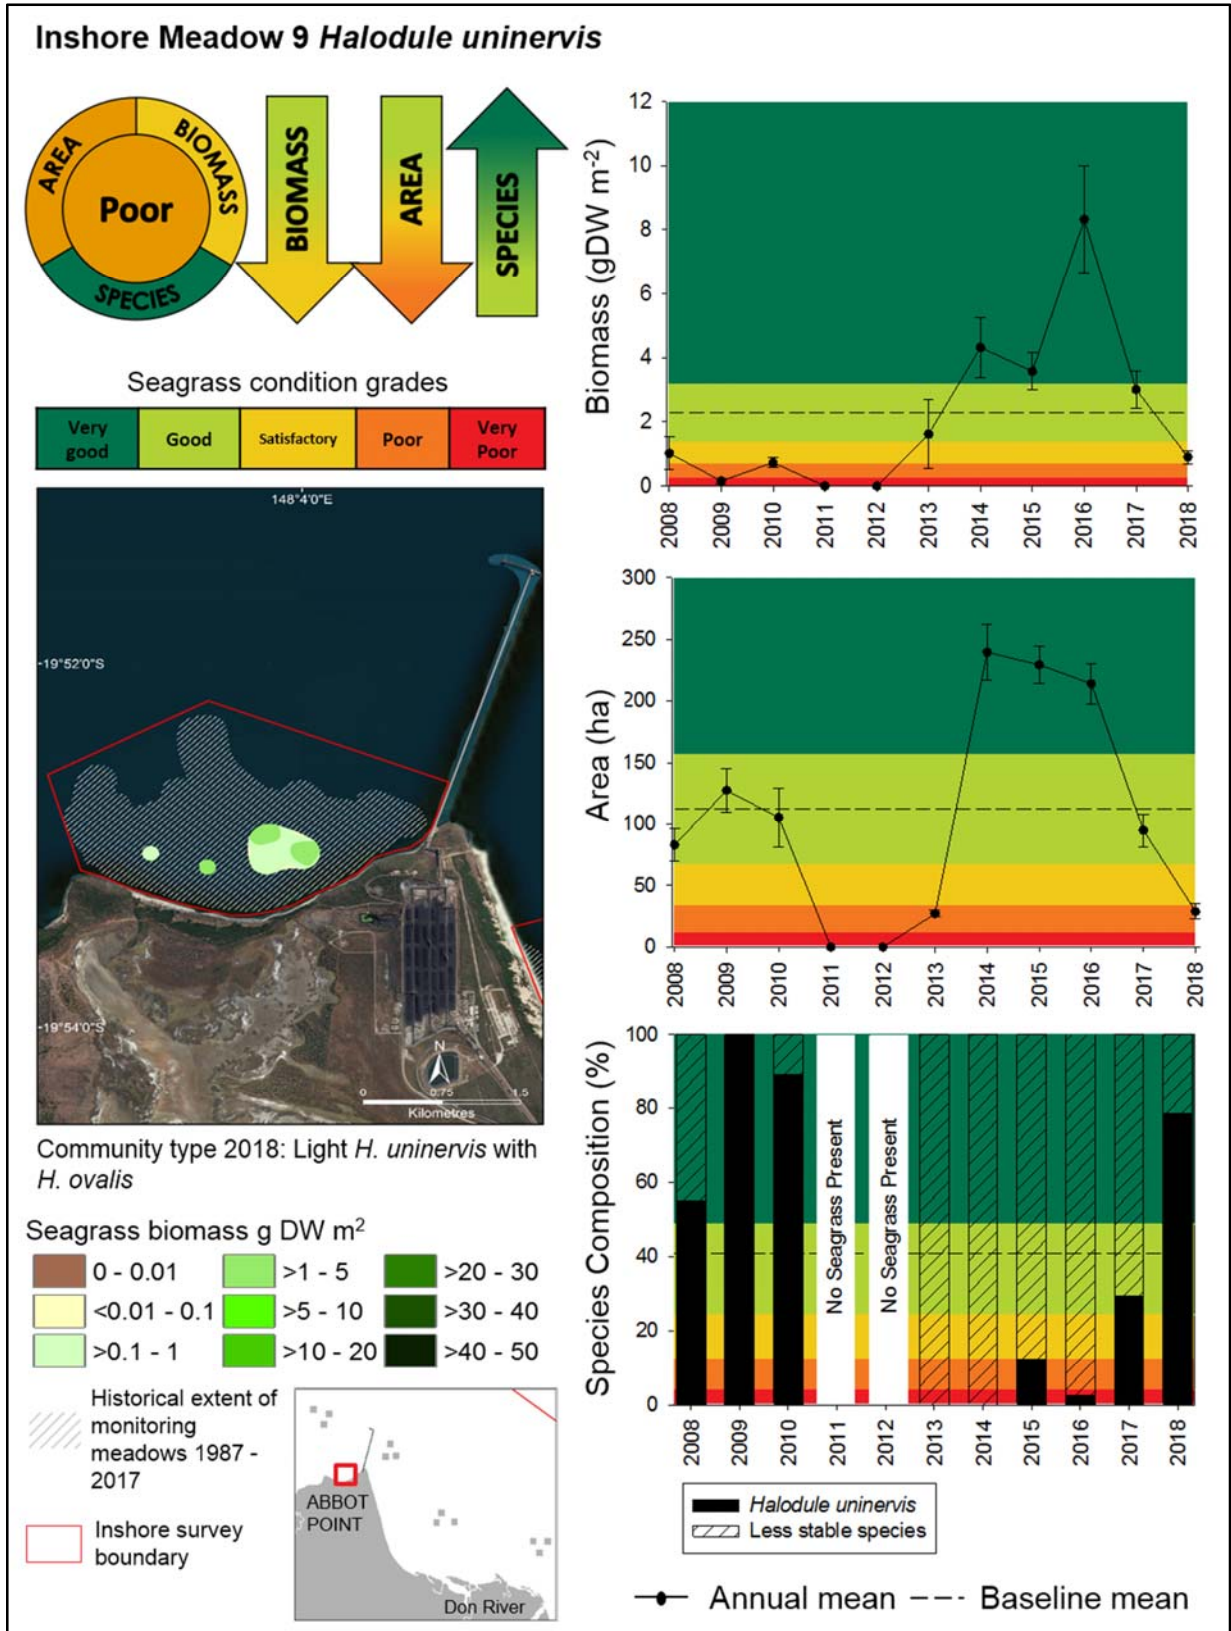 Inshore Meadow 9 Halodule uninervis
AREA
BIOMASS
Poor
SPECIES
BIOMASS
AREA
SPECIES
Seagrass condition grades
Very good
Good
Satisfactory
Poor
Very Poor
148°4'0"E
19°52'0"S
19°54'0"S
N
0 0.75 1.5
Kilometres
Community type 2018: Light H. uninervis with
H. ovalis
Seagrass biomass g DW m²
0 - 0.01
<0.01 - 0.1
>0.1 - 1
>1 - 5
>5 - 10
>10 - 20
>20 - 30
>30 - 40
>40 - 50
Historical extent of
monitoring
meadows 1987 -
2017
Inshore survey
boundary
ABBOT
POINT
Don River
Biomass (gDW m⁻²)
12
10
8
6
4
2
0
2008 2009 2010 2011 2012 2013 2014 2015 2016 2017 2018
Area (ha)
300
250
200
150
100
50
0
2008 2009 2010 2011 2012 2013 2014 2015 2016 2017 2018
Species Composition (%)
100
80
60
40
20
0
No Seagrass Present
No Seagrass Present
2008 2009 2010 2011 2012 2013 2014 2015 2016 2017 2018
Halodule uninervis
Less stable species
Annual mean
Baseline mean